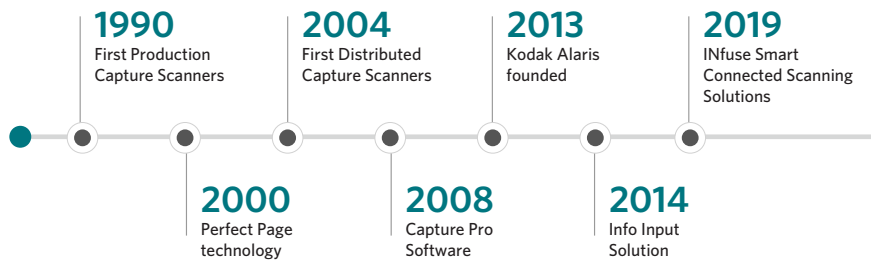 1990
First Production
Capture Scanners
2000
Perfect Page
technology
2004
First Distributed
Capture Scanners
2008
Capture Pro
Software
2013
Kodak Alaris
founded
2014
Info Input
Solution
2019
INfuse Smart
Connected Scanning
Solutions